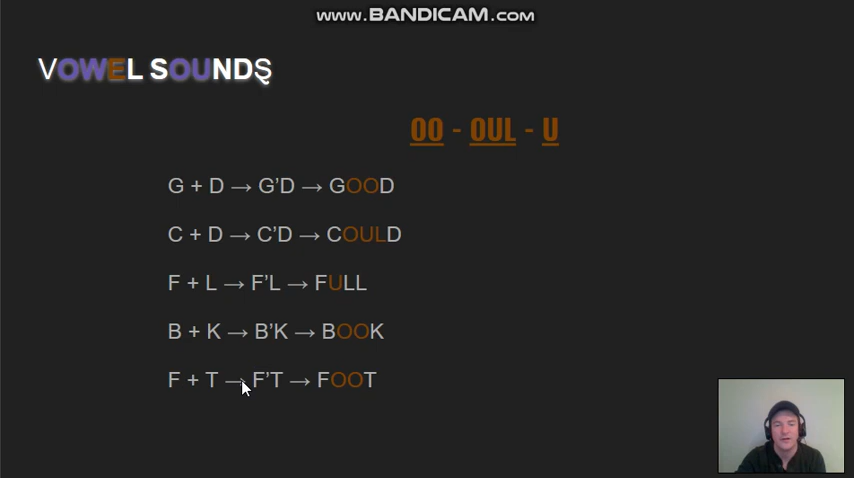 www.BANDICAM.com
VOWEL SOUNDS
OO - OUL - U
G + D → G’D → GOOD
C + D → C’D → COULD
F + L → F’L → FULL
B + K → B’K → BOOK
F + T → F’T → FOOT